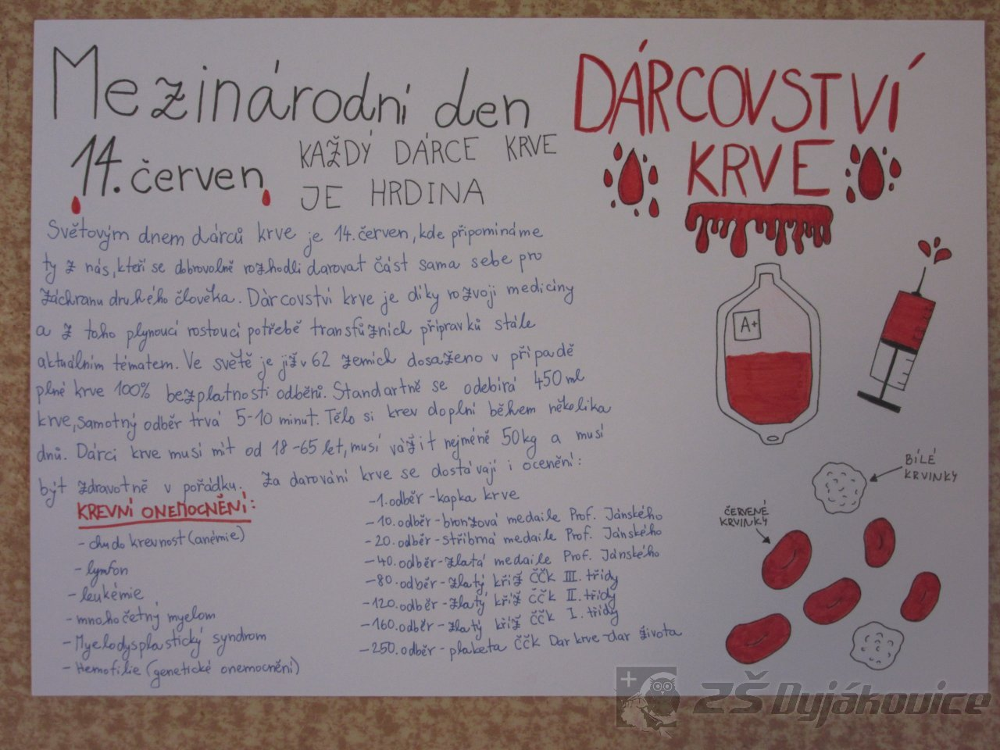 Mezinárodní den
DÁRCOVSTVÍ
KRVE
14. červen
KAŽDÝ DÁRCE KRVE
JE HRDINA
Světovým dnem dárců krve je 14. červen, kde připomínáme
ty z nás, kteří se dobrovolně rozhodli darovat část sama sebe pro
záchranu druhého člověka. Dárcovství krve je díky rozvoji medicíny
a z toho plynoucí rostoucí potřebě transfůzních přípravků stále
aktuálním tématem. Ve světě je již v 62 zemích dosaženo v případě
plné krve 100% bezplatnosti odběrů. Standartně se odebírá 450 ml
krve, samotný odběr trvá 5-10 minut. Tělo si krev doplní během několika
dnů. Dárci krve musí mít od 18-65 let, musí vážit nejméně 50kg a musí
být zdravotně v pořádku. Za darování krve se dostávají i ocenění:
-1. odběr - kapka krve
-10. odběr - bronzová medaile Prof. Jánského
-20. odběr - stříbrná medaile Prof. Jánského
-40. odběr - zlatá medaile Prof. Jánského
-80. odběr - zlatý kříž ČČK III. třídy
-120. odběr - zlatý kříž ČČK II. třídy
-160. odběr - zlatý kříž ČČK I. třídy
-250. odběr - plaketa ČČK Dar krve - dar života
KREVNÍ ONEMOCNĚNÍ:
- chudokrevnost (anémie)
- lymfon
- leukémie
- mnohočetný myelom
- Myelodysplastický syndrom
- Hemofilie (genetické onemocnění)
A+
BÍLÉ
KRVINKY
ČERVENÉ
KRVINKY
ZŠ Dyjákovice